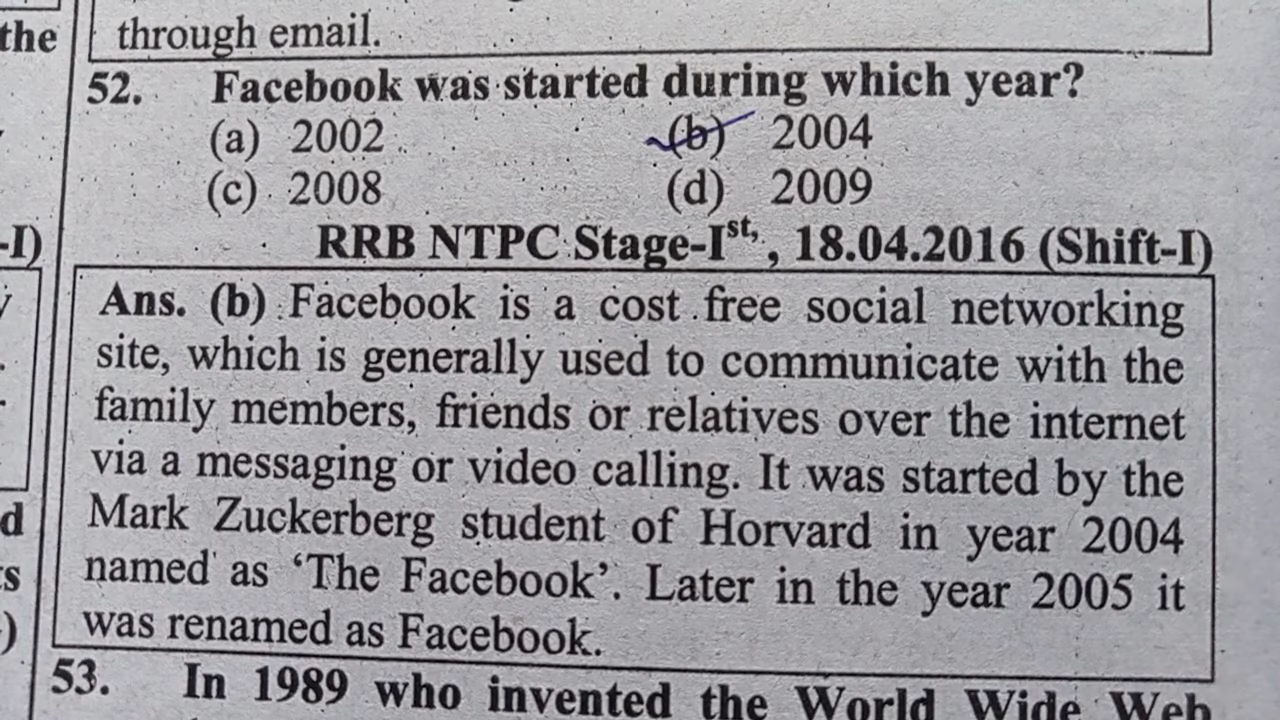 the
through email.
52. Facebook was started during which year?
(a) 2002 (b) 2004
(c) 2008 (d) 2009
-I)
RRB NTPC Stage-Ist, , 18.04.2016 (Shift-I)
Ans. (b) Facebook is a cost free social networking
site, which is generally used to communicate with the
family members, friends or relatives over the internet
via a messaging or video calling. It was started by the
d
Mark Zuckerberg student of Horvard in year 2004
s
named as ‘The Facebook’. Later in the year 2005 it
)
was renamed as Facebook.
53. In 1989 who invented the World Wide Web